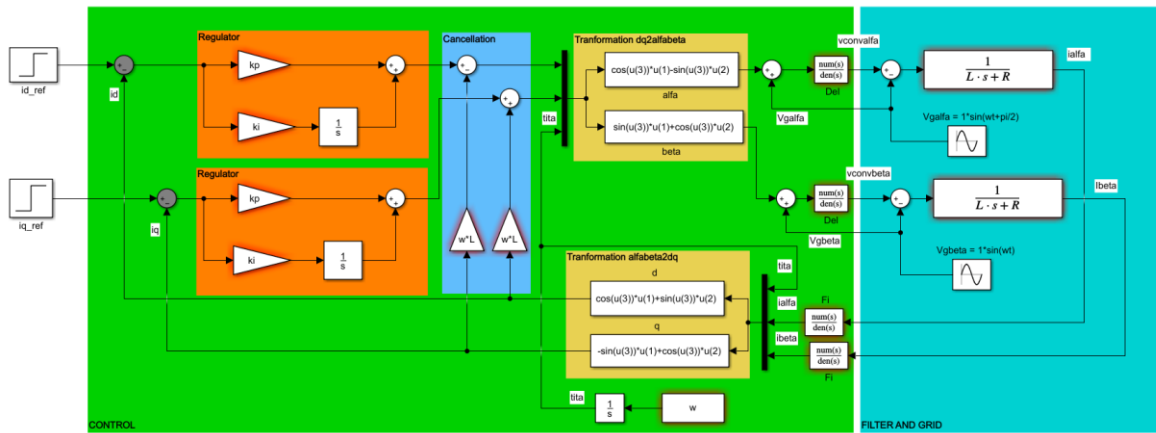 Regulator
Cancellation
Tranformation dq2alfabeta
vconvalfa
ialfa
id_ref
id
kp
ki
1
s
tita
cos(u(3))*u(1)-sin(u(3))*u(2)
alfa
sin(u(3))*u(1)+cos(u(3))*u(2)
beta
Vgalfa
num(s)
den(s)
Del
1
L · s + R
Vgalfa = 1*sin(wt+pi/2)
Regulator
iq_ref
iq
kp
ki
1
s
w*L
w*L
vconvbeta
Vgbeta
num(s)
den(s)
Del
1
L · s + R
Ibeta
Vgbeta = 1*sin(wt)
Tranformation alfabeta2dq
d
cos(u(3))*u(1)+sin(u(3))*u(2)
q
-sin(u(3))*u(1)+cos(u(3))*u(2)
tita
ialfa
ibeta
Fi
num(s)
den(s)
num(s)
den(s)
Fi
tita
1
s
w
CONTROL
FILTER AND GRID